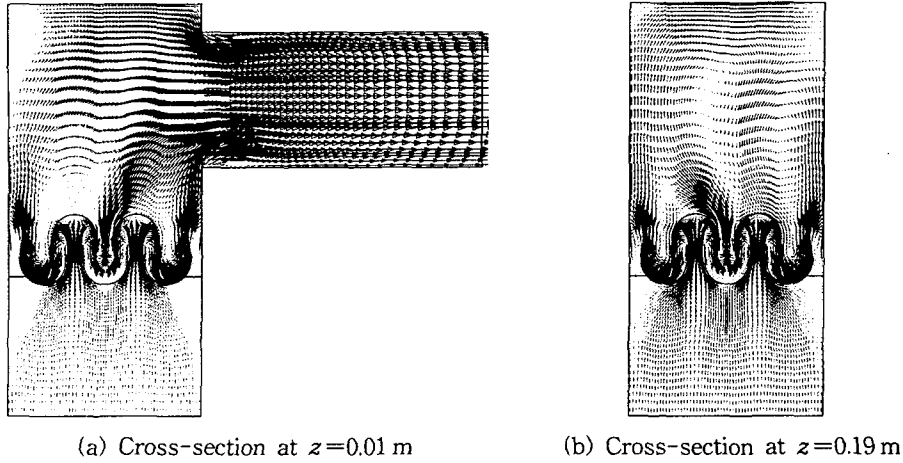 (a) Cross-section at z=0.01 m
(b) Cross-section at z=0.19 m